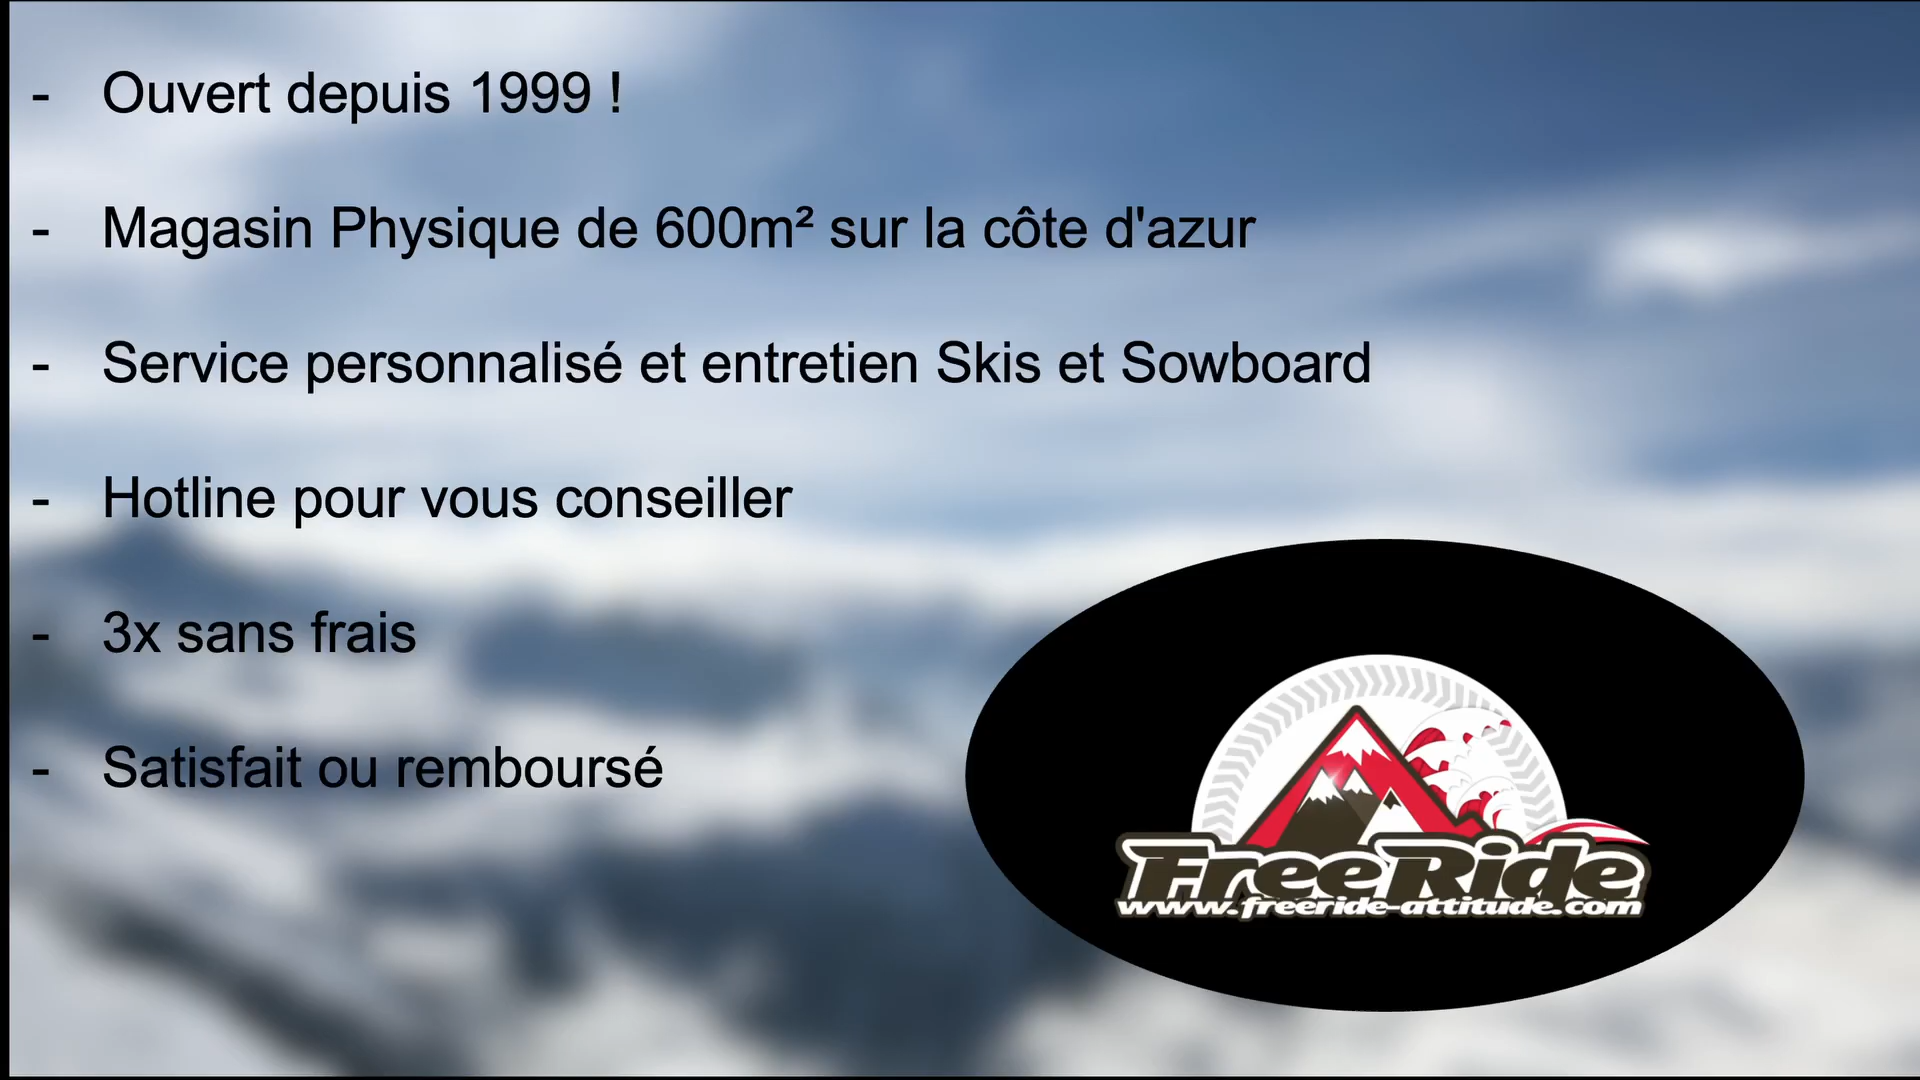 - Ouvert depuis 1999 !
- Magasin Physique de 600m² sur la côte d'azur
- Service personnalisé et entretien Skis et Sowboard
- Hotline pour vous conseiller
- 3x sans frais
- Satisfait ou remboursé
FreeRide
www.freeride-attitude.com